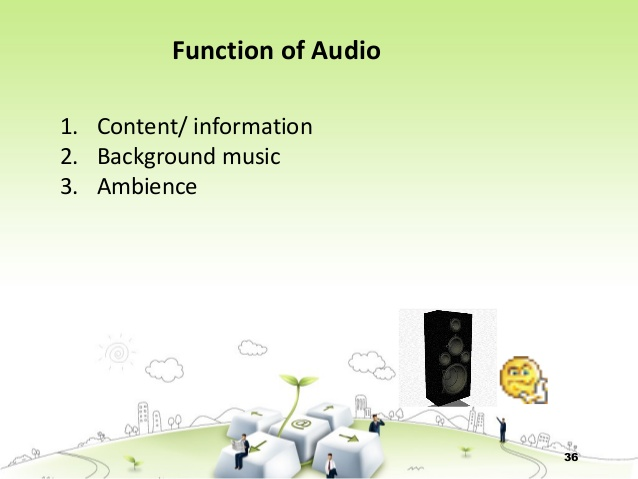 Function of Audio
1. Content/ information
2. Background music
3. Ambience
@
36